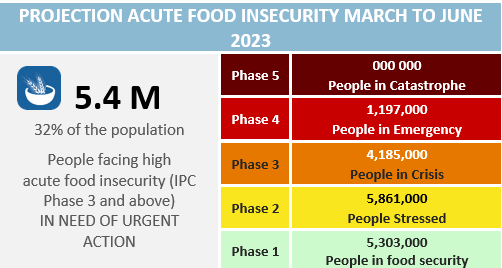 PROJECTION ACUTE FOOD INSECURITY MARCH TO JUNE
2023
5.4 M
32% of the population
People facing high
acute food insecurity (IPC
Phase 3 and above)
IN NEED OF URGENT
ACTION
Phase 5
000 000
People in Catastrophe
Phase 4
1,197,000
People in Emergency
Phase 3
4,185,000
People in Crisis
Phase 2
5,861,000
People Stressed
Phase 1
5,303,000
People in food security